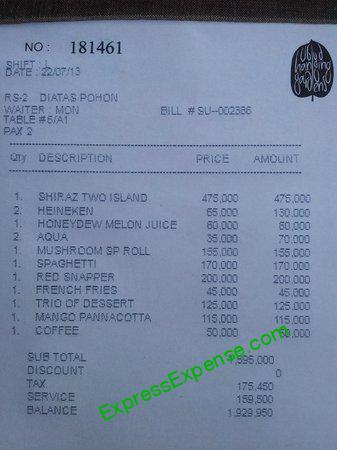 NO : 181461
ubud hanging gardens
SHIFT : 1
DATE : 22/07/13
RS-2 DIATAS POHON
WAITER : MON BILL # SU--002386
TABLE #6/A1
PAX 2
Qty DESCRIPTION PRICE AMOUNT
1. SHIRAZ TWO ISLAND 475,000 475,000
2. HEINEKEN 65,000 130,000
1. HONEYDEW MELON JUICE 60,000 60,000
2. AQUA 35,000 70,000
1. MUSHROOM SP ROLL 155,000 155,000
1. SPAGHETTI 170,000 170,000
1. RED SNAPPER 200,000 200,000
1. FRENCH FRIES 45,000 45,000
1. TRIO OF DESSERT 125,000 125,000
1. MANGO PANNACOTTA 115,000 115,000
1. COFFEE 50,000 50,000
SUB TOTAL 1,595,000
DISCOUNT 0
TAX 175,450
SERVICE 159,500
BALANCE 1,929,950
ExpressExpense.com